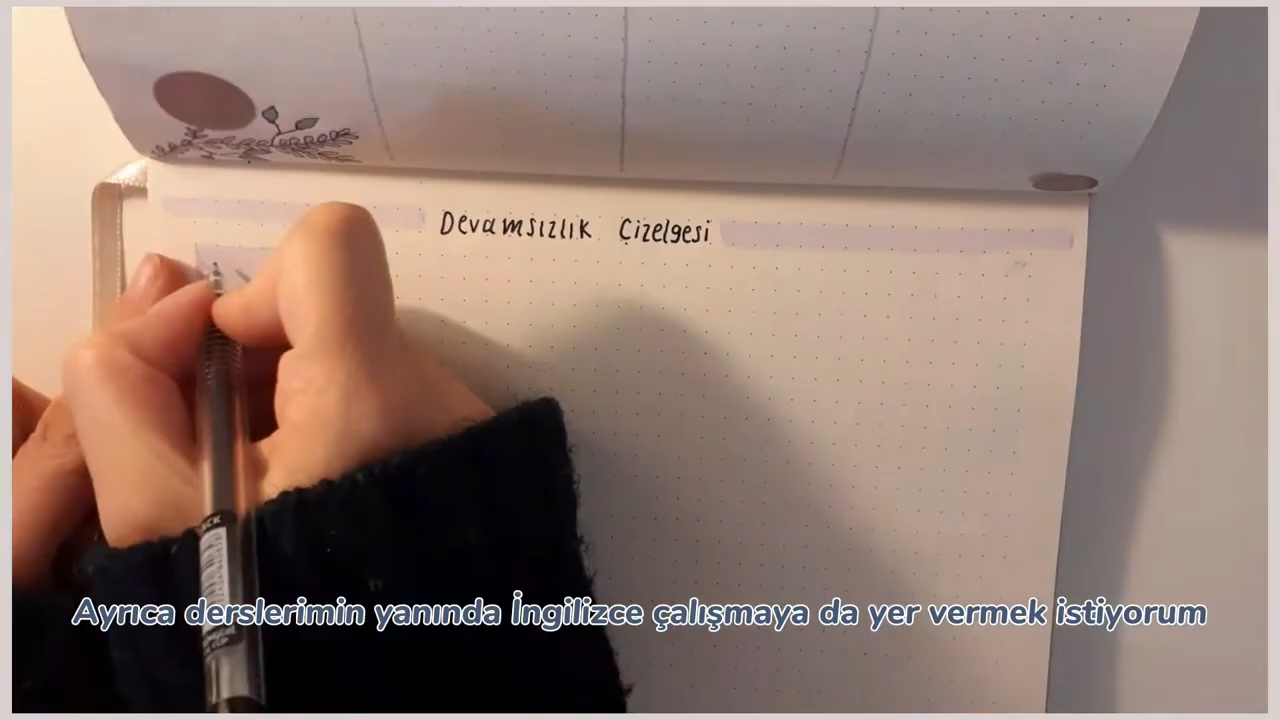 Devamsızlık Çizelgesi
Ayrıca derslerimin yanında İngilizce çalışmaya da yer vermek istiyorum